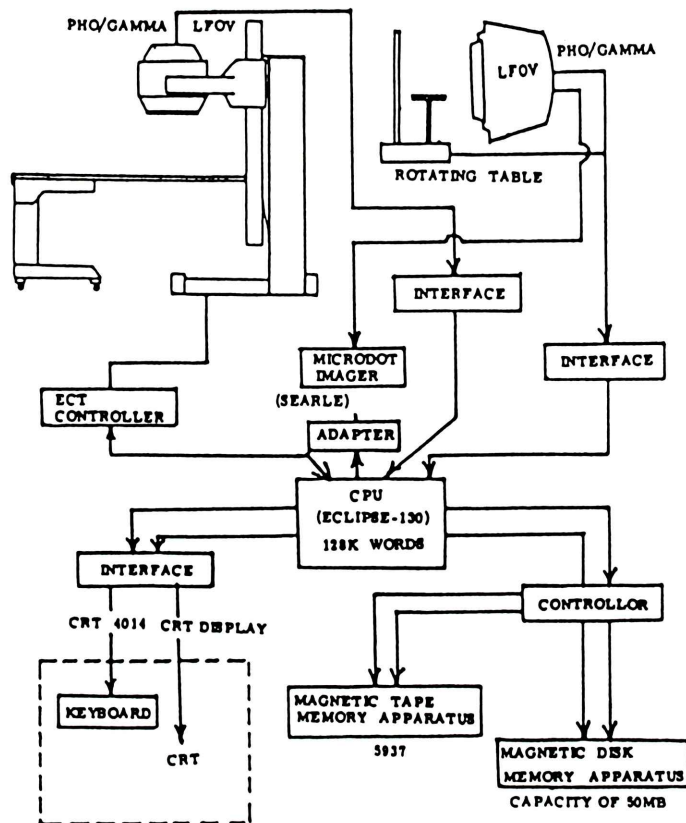 PHO/GAMMA LFOV
PHO/GAMMA
LFOV
ROTATING TABLE
INTERFACE
MICRODOT
IMAGER
(SEARLE)
INTERFACE
ECT
CONTROLLER
ADAPTER
CPU
(ECLIPSE-130)
128K WORDS
INTERFACE
CONTROLLOR
CRT 4014 CRT DISPLAY
KEYBOARD
CRT
MAGNETIC TAPE
MEMORY APPARATUS
5937
MAGNETIC DISK
MEMORY APPARATUS
CAPACITY OF 50MB